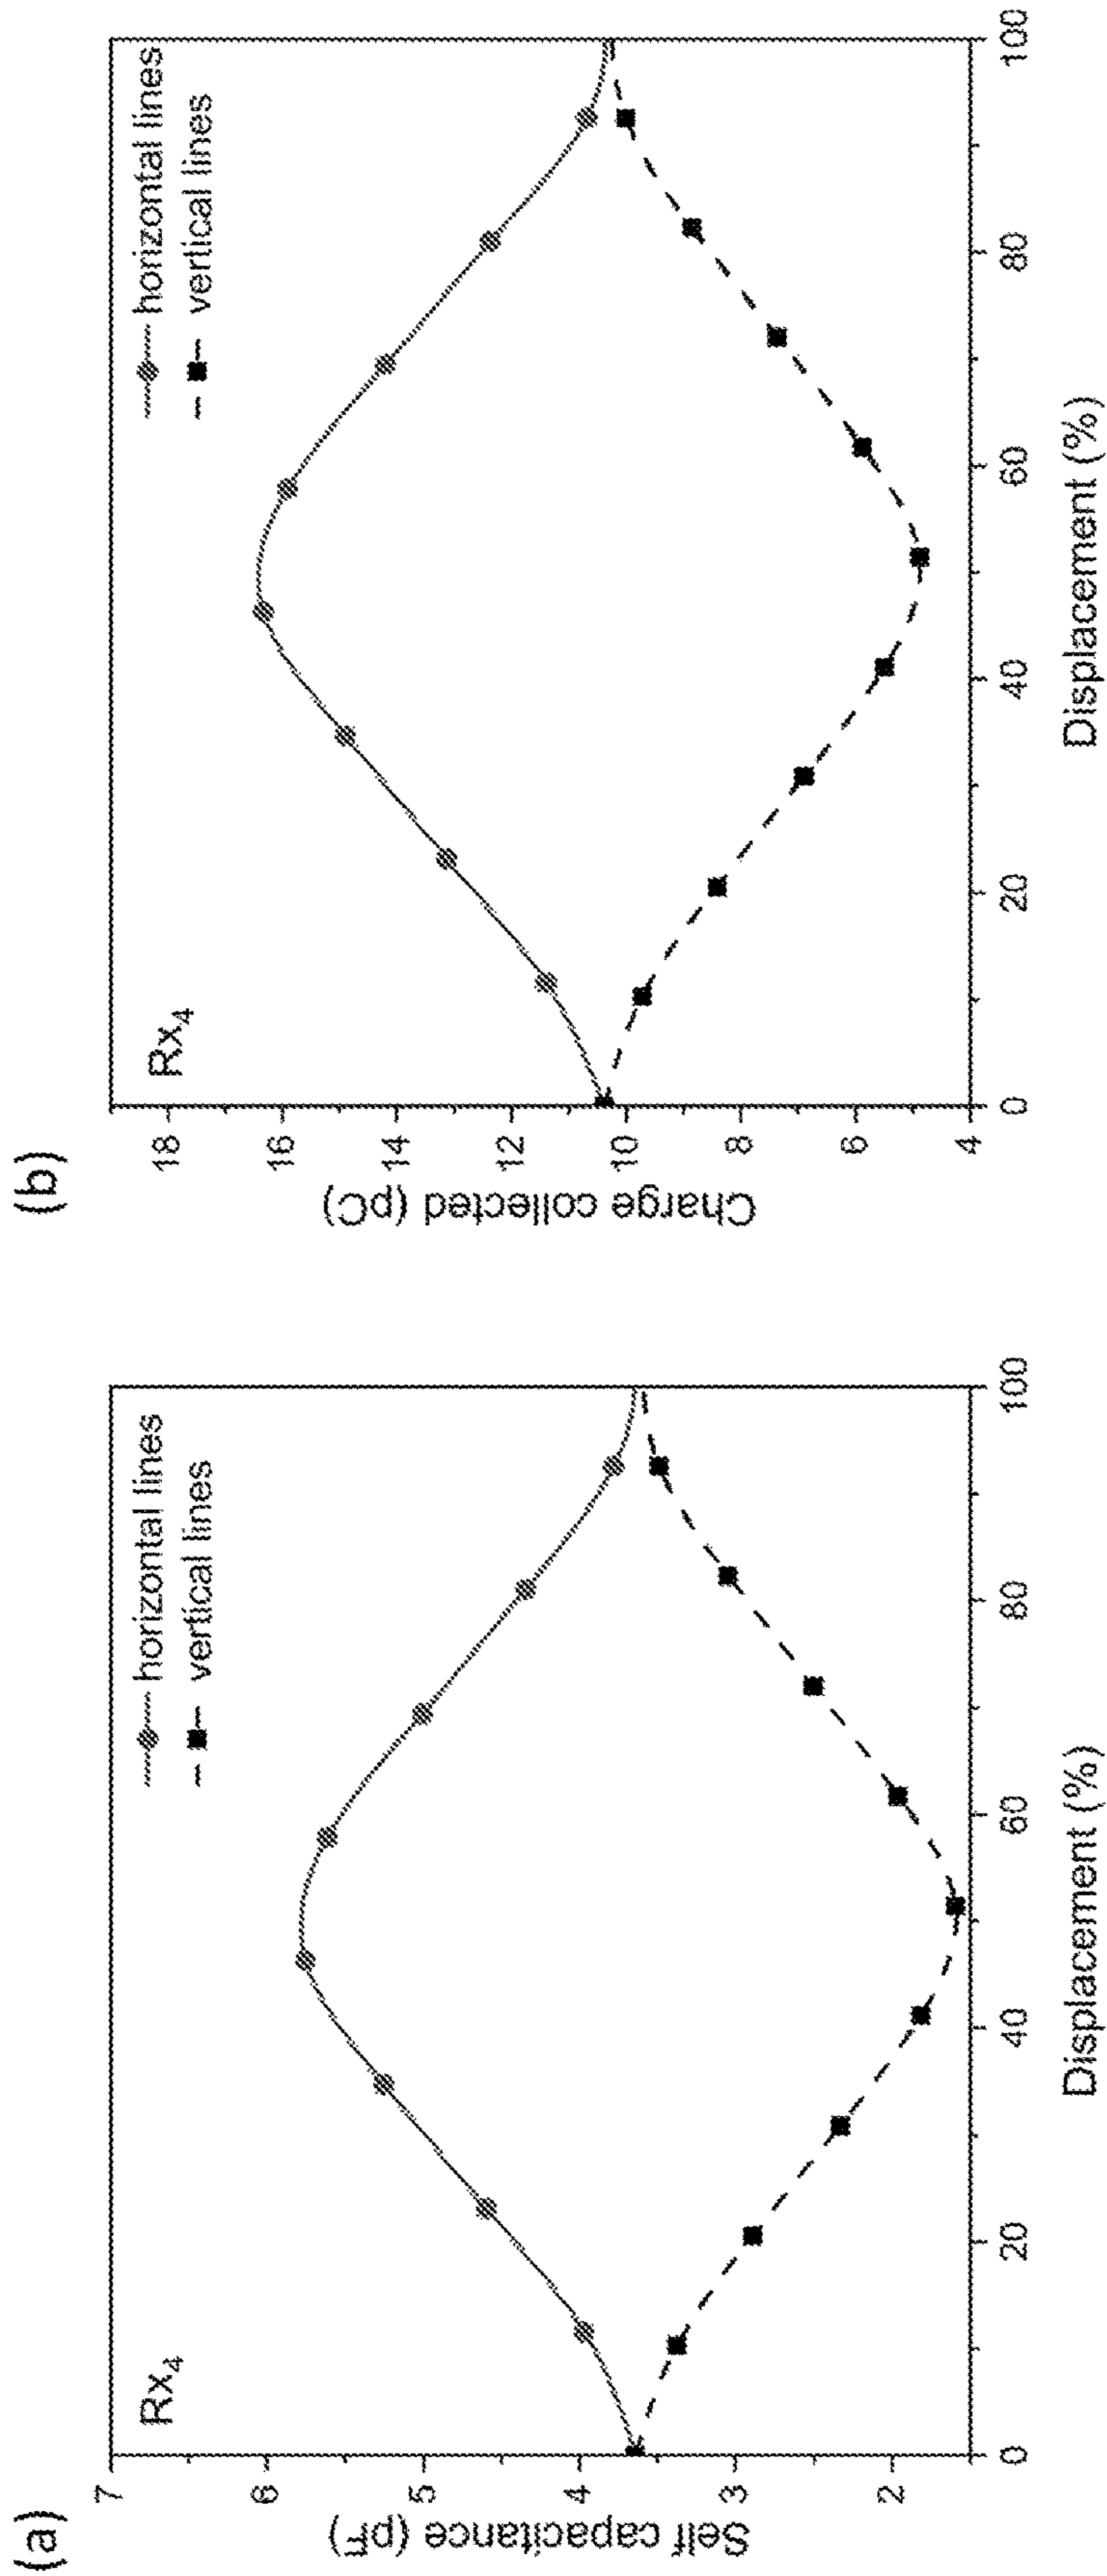 (a)
Rx4
horizontal lines
vertical lines
Self capacitance (pF)
7
6
5
4
3
2
0
20
40
60
80
100
Displacement (%)
(b)
Rx4
horizontal lines
vertical lines
Charge collected (pC)
18
16
14
12
10
8
6
4
0
20
40
60
80
100
Displacement (%)